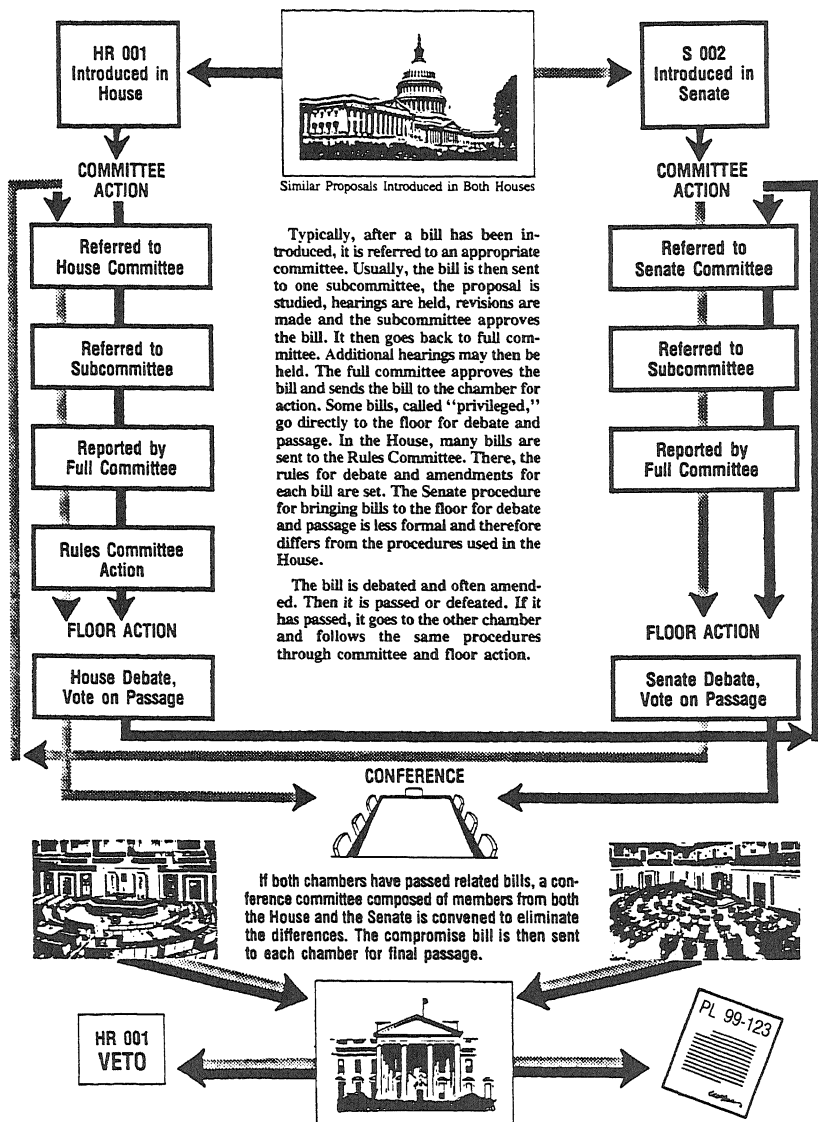 HR 001
Introduced in
House
S 002
Introduced in
Senate
Similar Proposals Introduced in Both Houses
COMMITTEE
ACTION
COMMITTEE
ACTION
Referred to
House Committee
Referred to
Subcommittee
Reported by
Full Committee
Rules Committee
Action
FLOOR ACTION
House Debate,
Vote on Passage
Typically, after a bill has been in-
troduced, it is referred to an appropriate
committee. Usually, the bill is then sent
to one subcommittee, the proposal is
studied, hearings are held, revisions are
made and the subcommittee approves
the bill. It then goes back to full com-
mittee. Additional hearings may then be
held. The full committee approves the
bill and sends the bill to the chamber for
action. Some bills, called “privileged,”
go directly to the floor for debate and
passage. In the House, many bills are
sent to the Rules Committee. There, the
rules for debate and amendments for
each bill are set. The Senate procedure
for bringing bills to the floor for debate
and passage is less formal and therefore
differs from the procedures used in the
House.
The bill is debated and often amend-
ed. Then it is passed or defeated. If it
has passed, it goes to the other chamber
and follows the same procedures
through committee and floor action.
Referred to
Senate Committee
Referred to
Subcommittee
Reported by
Full Committee
FLOOR ACTION
Senate Debate,
Vote on Passage
CONFERENCE
If both chambers have passed related bills, a con-
ference committee composed of members from both
the House and the Senate is convened to eliminate
the differences. The compromise bill is then sent
to each chamber for final passage.
HR 001
VETO
PL 99-123